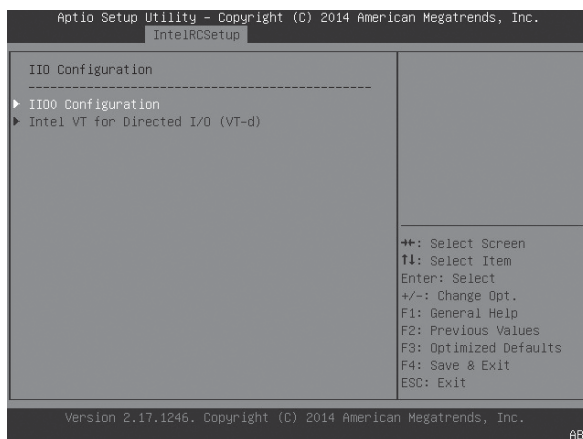 Aptio Setup Utility – Copyright (C) 2014 American Megatrends, Inc.
IntelRCSetup
IIO Configuration
------------------------------------------------
▶ IIO0 Configuration
▶ Intel VT for Directed I/O (VT-d)
→←: Select Screen
↑↓: Select Item
Enter: Select
+/-: Change Opt.
F1: General Help
F2: Previous Values
F3: Optimized Defaults
F4: Save & Exit
ESC: Exit
Version 2.17.1246. Copyright (C) 2014 American Megatrends, Inc.
AB